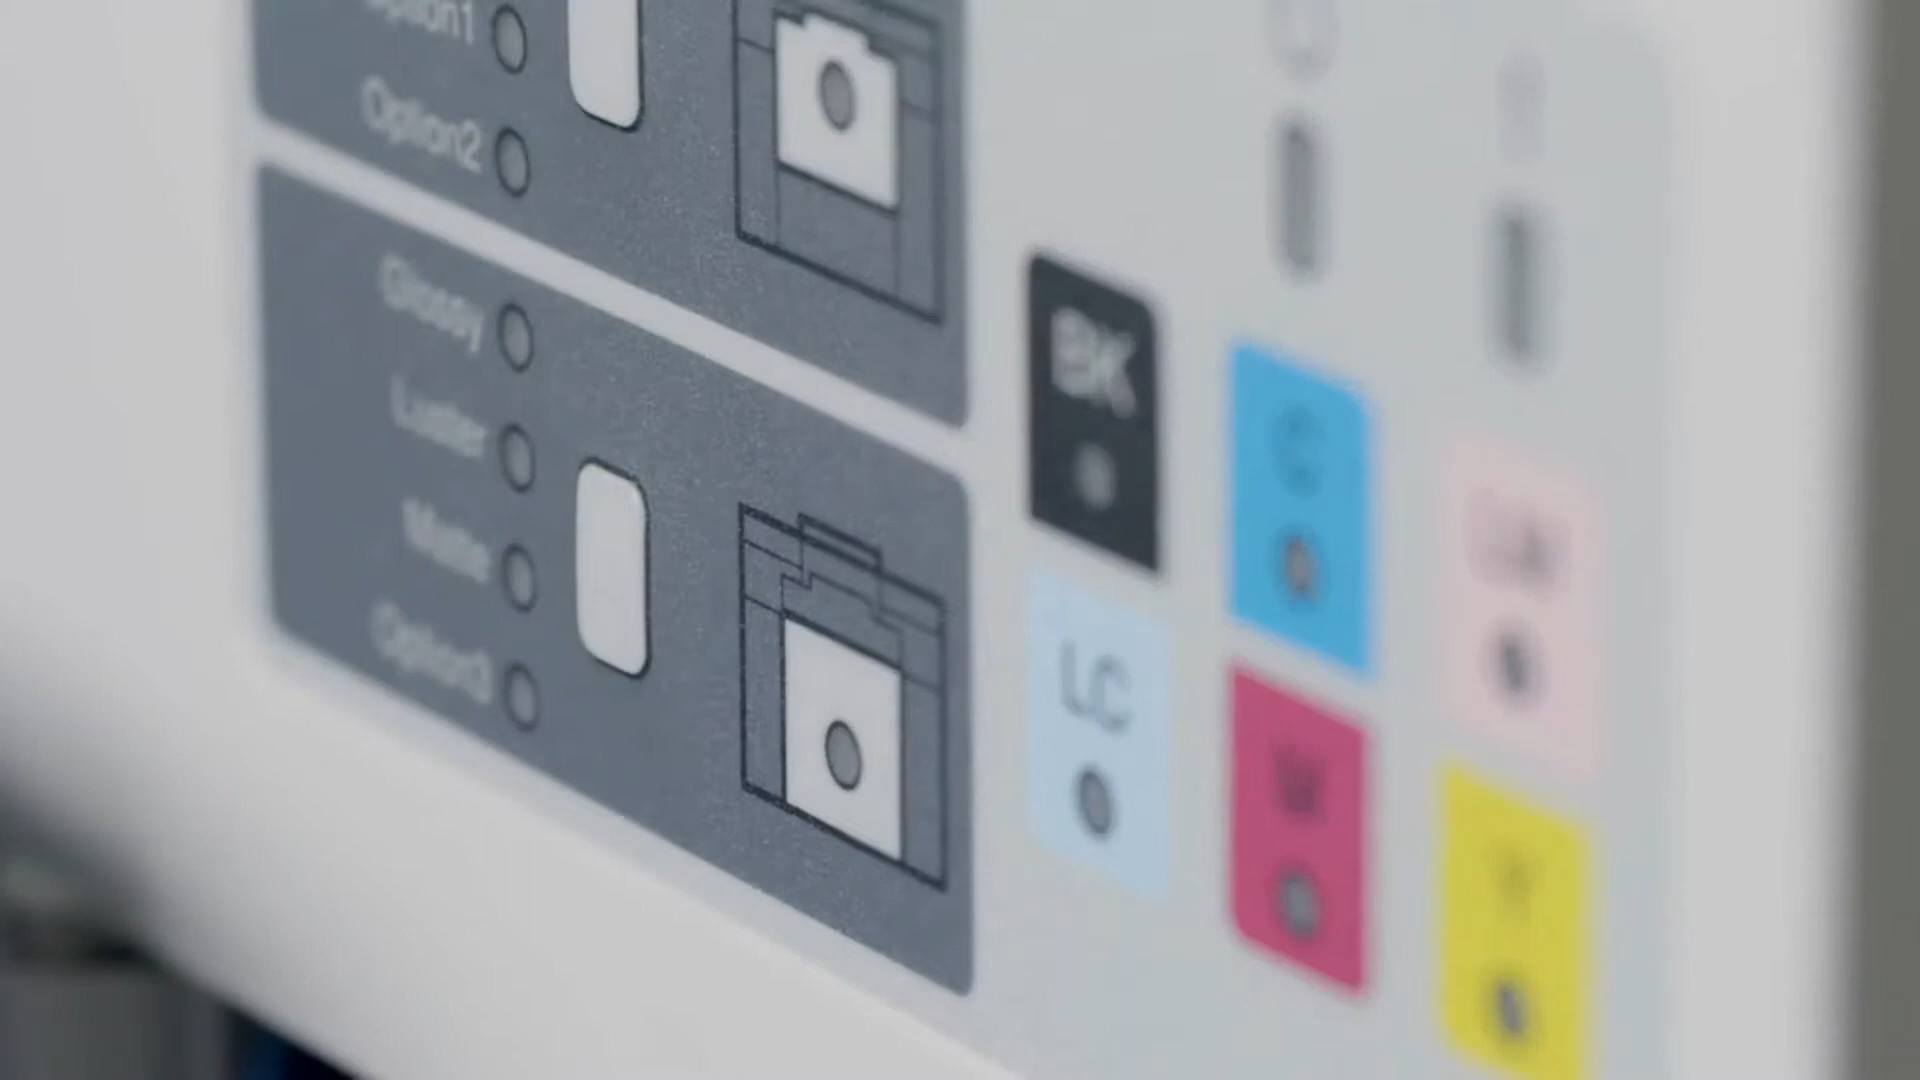 Option1
Option2
Glossy
Luster
Matte
Option3
BK
C
LC
M
Y